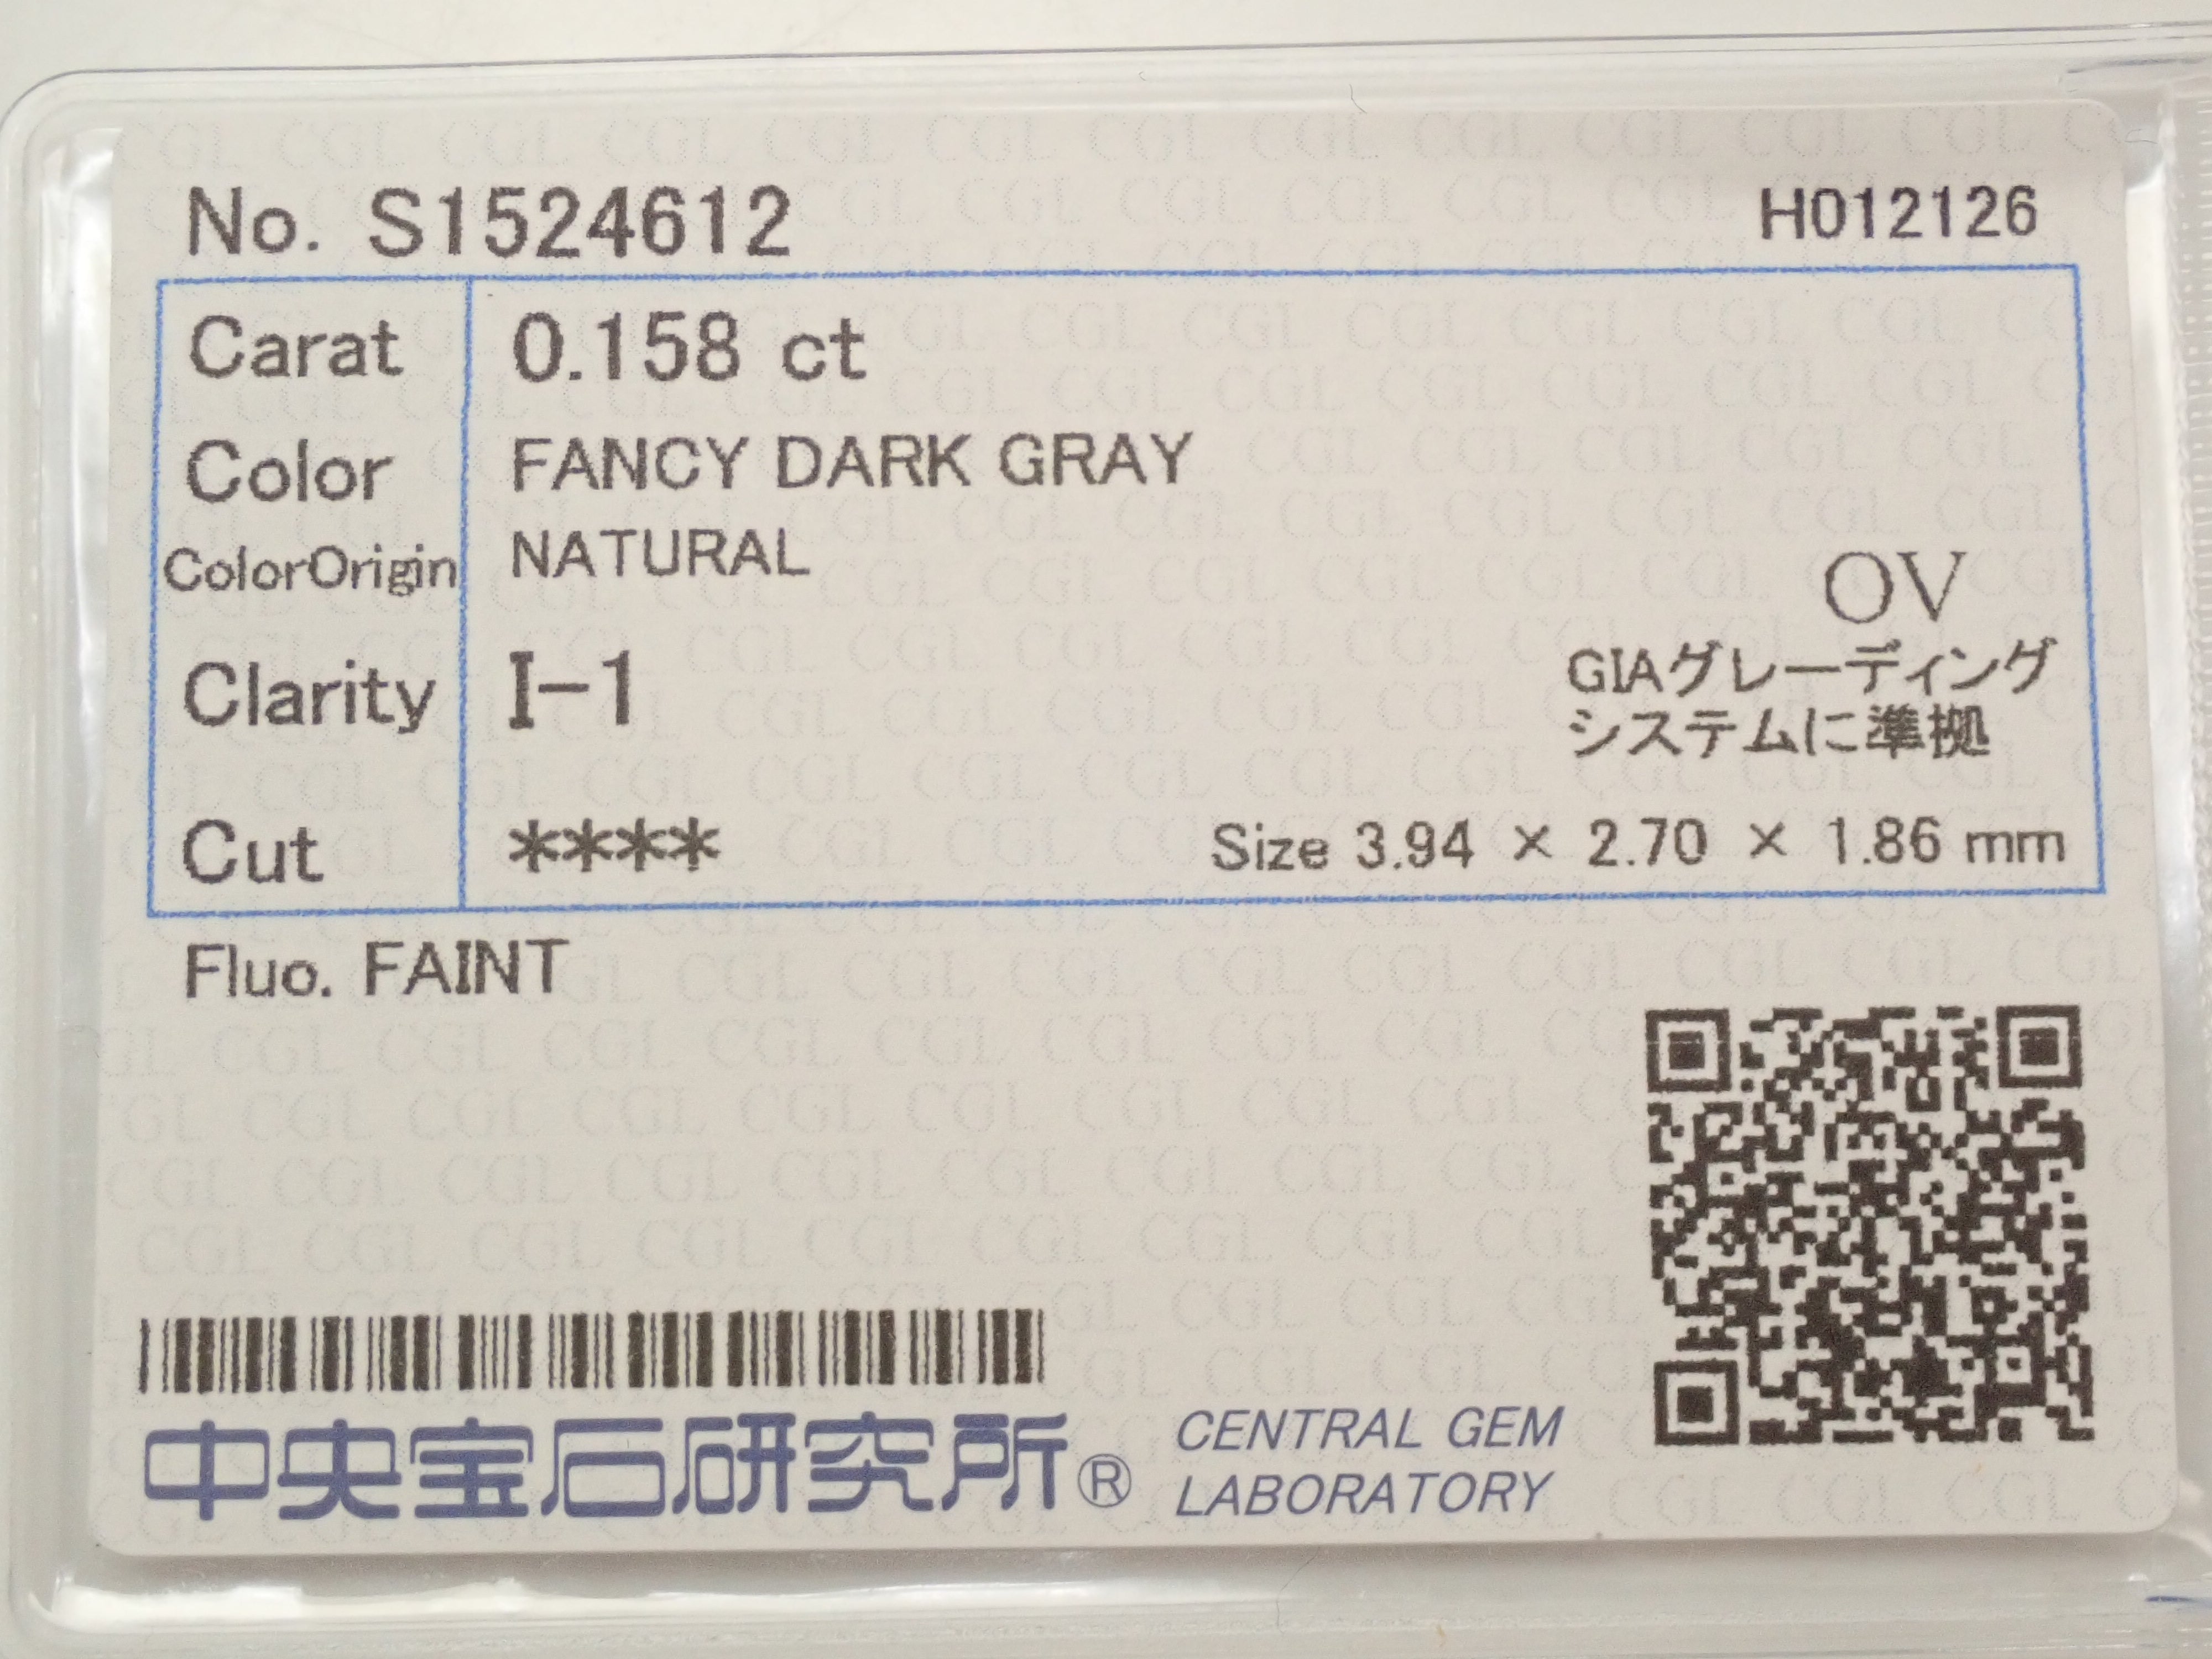 No. S1524612 H012126
Carat 0.158 ct
Color FANCY DARK GRAY
ColorOrigin NATURAL
OV
Clarity I-1
GIAグレーディング
システムに準拠
Cut **** Size 3.94 × 2.70 × 1.86 mm
Fluo. FAINT
中央宝石研究所® CENTRAL GEM
LABORATORY